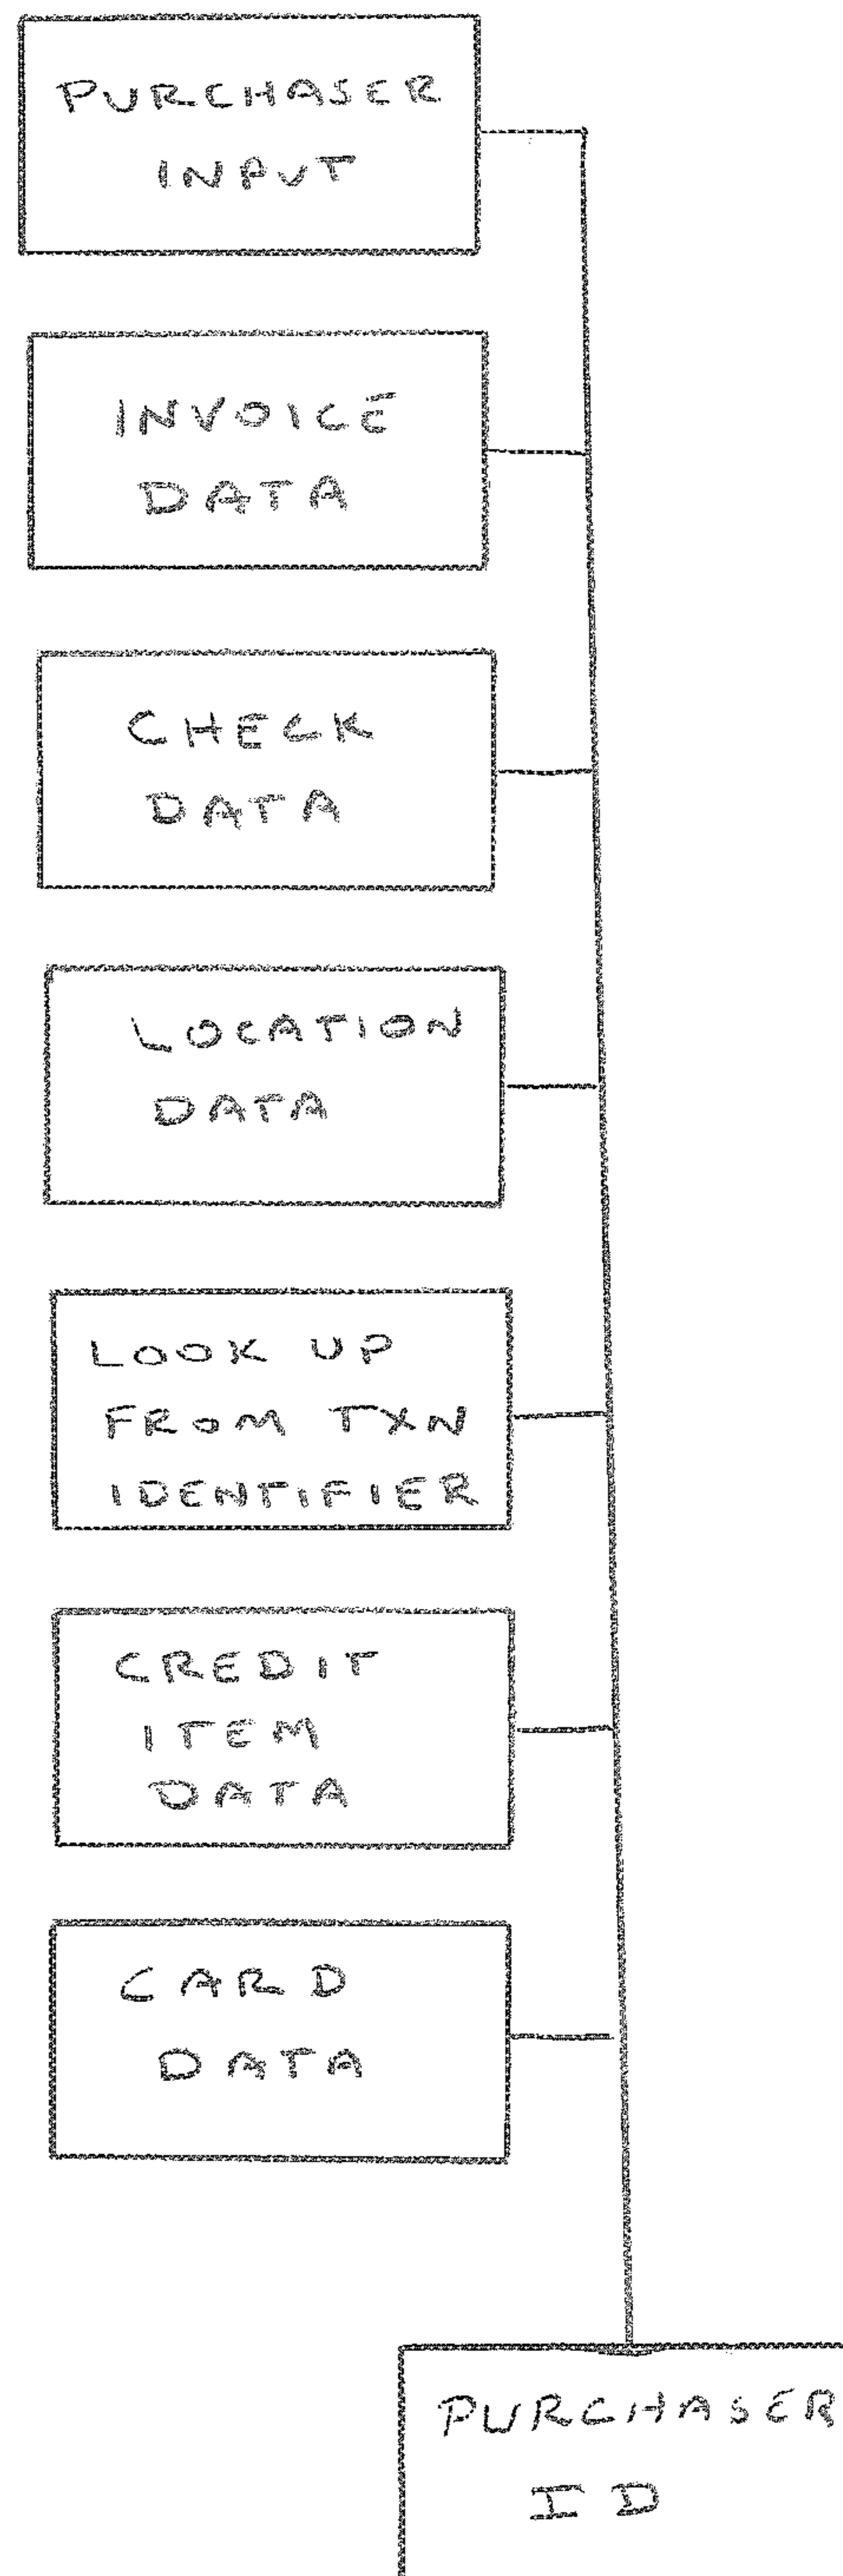 PURCHASER
INPUT
INVOICE
DATA
CHECK
DATA
LOCATION
DATA
LOOK UP
FROM TXN
IDENTIFIER
CREDIT
ITEM
DATA
CARD
DATA
PURCHASER
ID